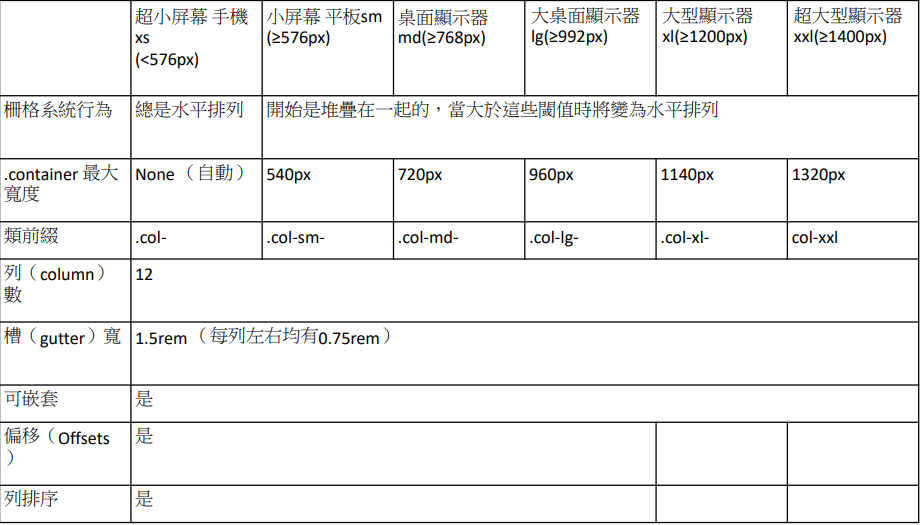 超小屏幕 手機
xs
(<576px)
小屏幕 平板sm
(≥576px)
桌面顯示器
md(≥768px)
大桌面顯示器
lg(≥992px)
大型顯示器
xl(≥1200px)
超大型顯示器
xxl(≥1400px)
柵格系統行為
總是水平排列
開始是堆疊在一起的，當大於這些閾值時將變為水平排列
.container 最大
寬度
None （自動）
540px
720px
960px
1140px
1320px
類前綴
.col-
.col-sm-
.col-md-
.col-lg-
.col-xl-
col-xxl
列（column）
數
12
槽（gutter）寬
1.5rem （每列左右均有0.75rem）
可嵌套
是
偏移（Offsets
）
是
列排序
是